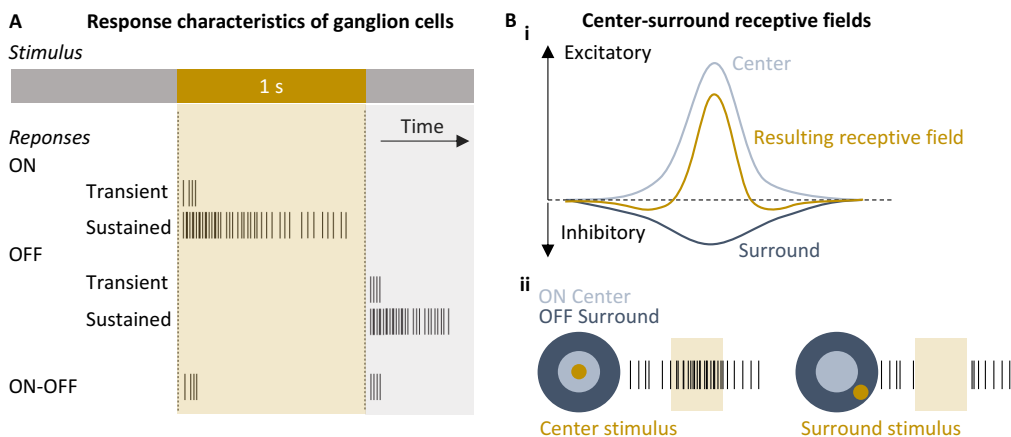 A Response characteristics of ganglion cells
Stimulus
1 s
Time
Reponses
ON
Transient
Sustained
OFF
Transient
Sustained
ON-OFF
B Center-surround receptive fields
i
Excitatory
Center
Resulting receptive field
Inhibitory
Surround
ii
ON Center
OFF Surround
Center stimulus
Surround stimulus